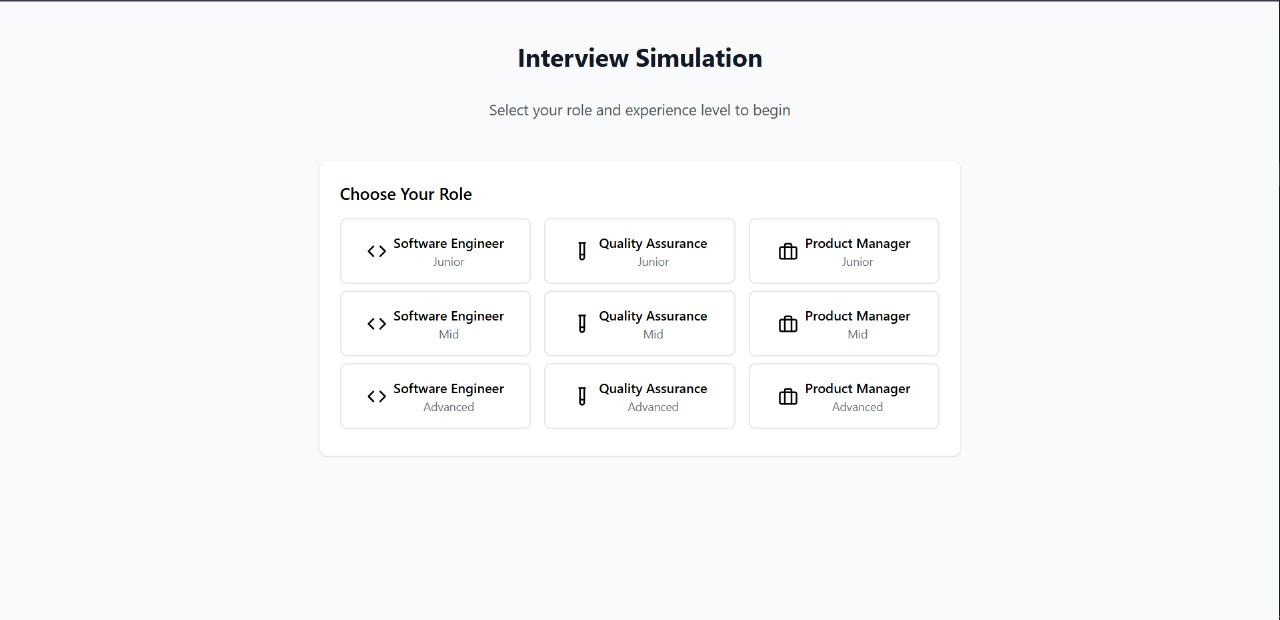 Interview Simulation
Select your role and experience level to begin
Choose Your Role
Software Engineer
Junior
Quality Assurance
Junior
Product Manager
Junior
Software Engineer
Mid
Quality Assurance
Mid
Product Manager
Mid
Software Engineer
Advanced
Quality Assurance
Advanced
Product Manager
Advanced